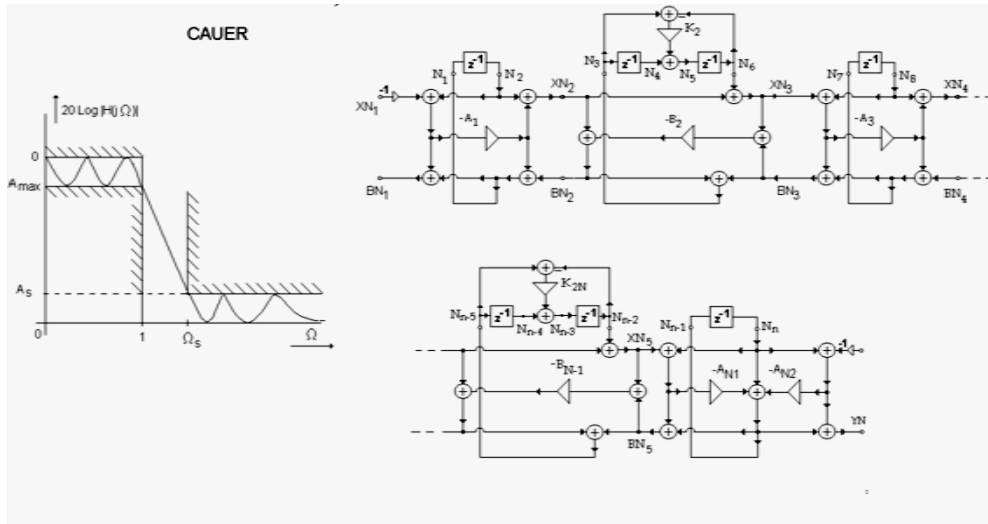 CAUER
20 Log |H(j Ω)|
0
Amax
As
0
1
Ωs
Ω
K2
N3
z-1
N4
N5
z-1
N6
N1
z-1
N2
XN1
-1
XN2
XN3
N7
z-1
N8
XN4
-A1
-B2
-A3
BN1
BN2
BN3
BN4
K2N
Nn-5
z-1
Nn-4
Nn-3
z-1
Nn-2
XN5
Nn-1
z-1
Nn
-1
-BN-1
-AN1
-AN2
BN5
YN